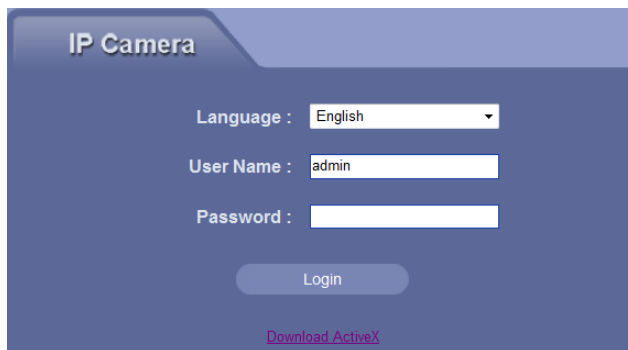 IP Camera
Language : English
User Name : admin
Password :
Login
Download ActiveX